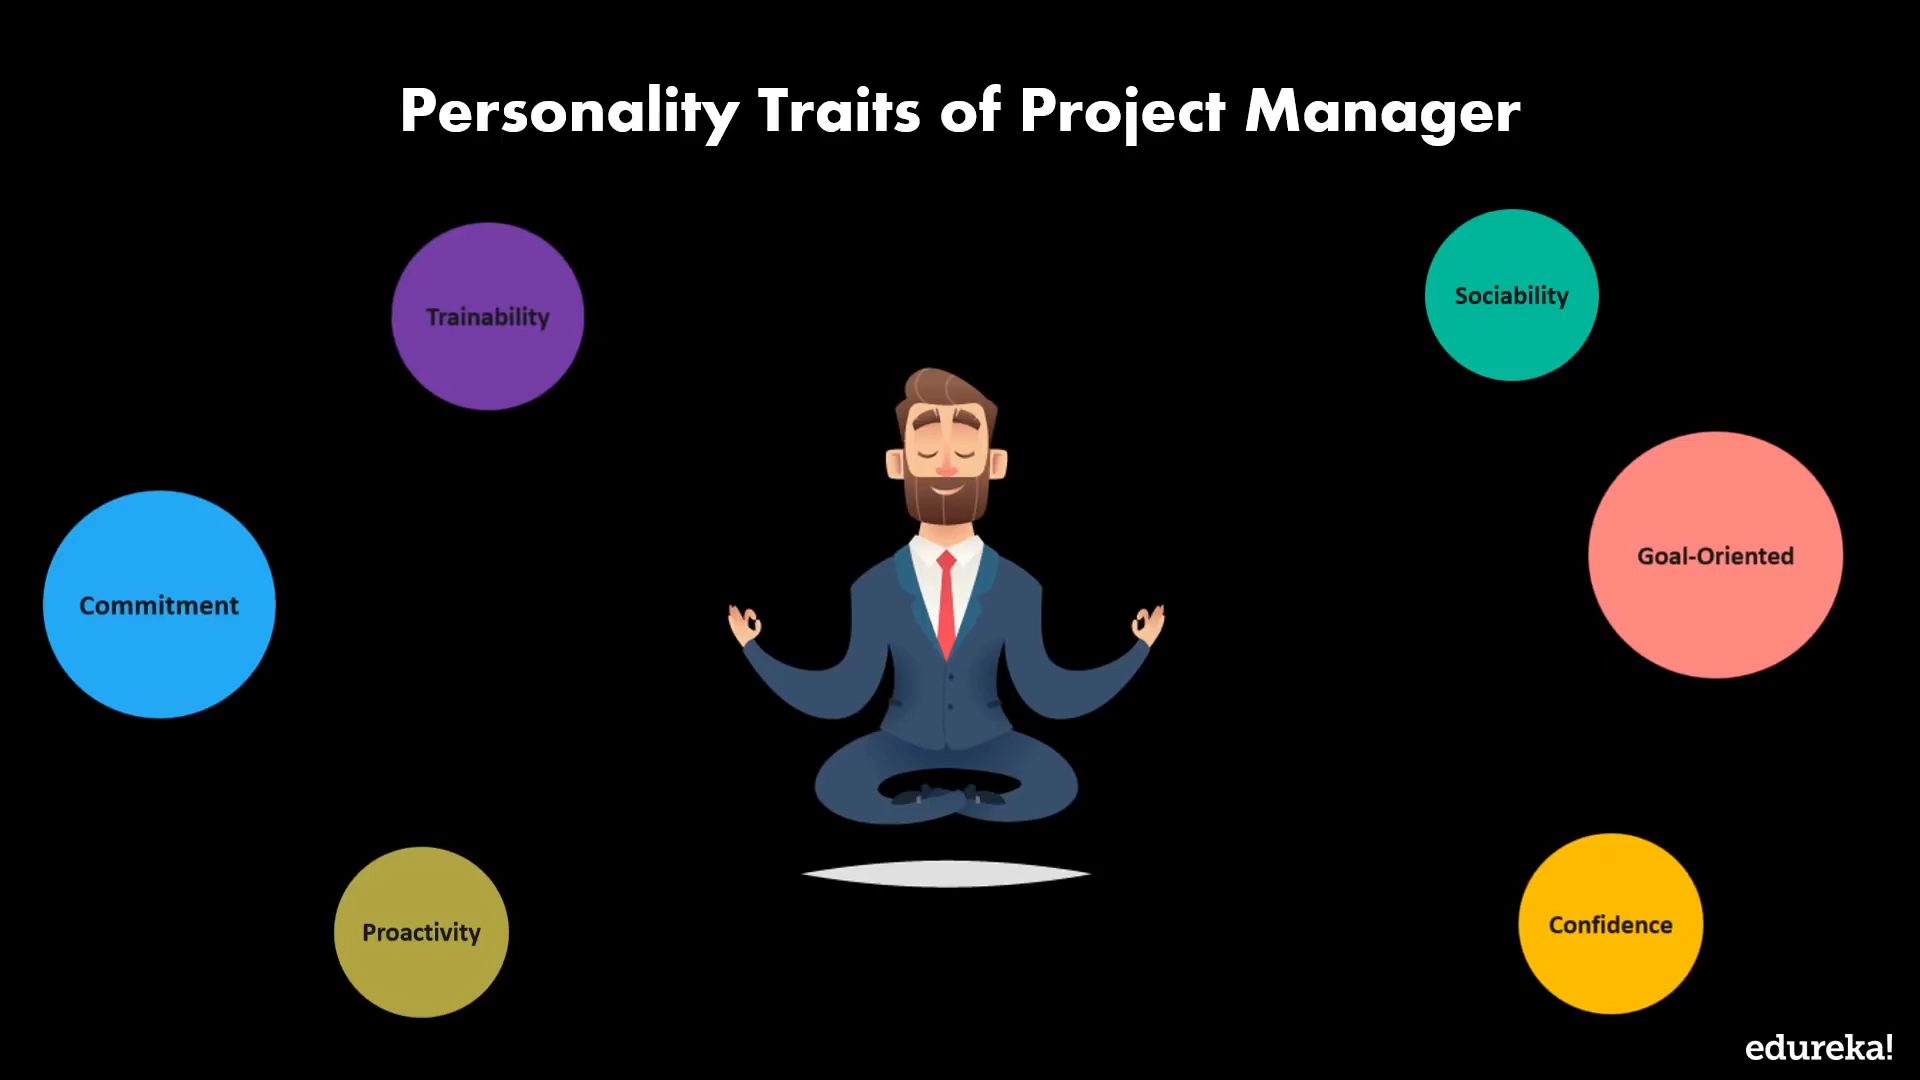 Personality Traits of Project Manager
Trainability
Sociability
Commitment
Goal-Oriented
Proactivity
Confidence
edureka!